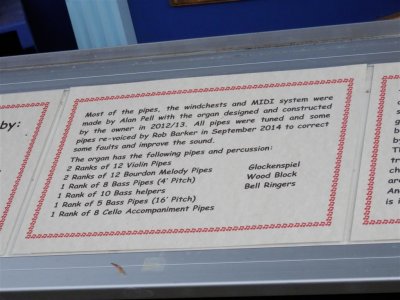 by:
Most of the pipes, the windchests and MIDI system were
made by Alan Pell with the organ designed and constructed
by the owner in 2012/13. All pipes were tuned and some
pipes re-voiced by Rob Barker in September 2014 to correct
some faults and improve the sound.
The organ has the following pipes and percussion:
2 Ranks of 12 Violin Pipes Glockenspiel
2 Ranks of 12 Bourdon Melody Pipes Wood Block
1 Rank of 8 Bass Pipes (4' Pitch) Bell Ringers
1 Rank of 10 Bass helpers
1 Rank of 5 Bass Pipes (16' Pitch)
1 Rank of 8 Cello Accompaniment Pipes